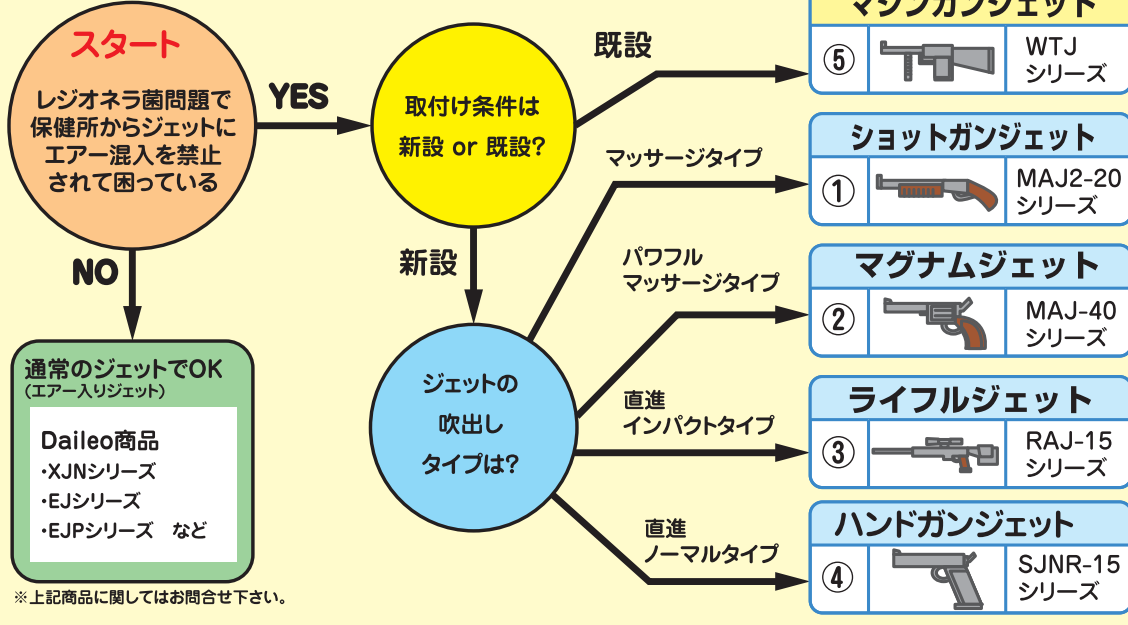 スタート
レジオネラ菌問題で
保健所からジェットに
エアー混入を禁止
されて困っている
YES
NO
通常のジェットでOK
(エアー入りジェット)
Daileo商品
・XJNシリーズ
・EJシリーズ
・EJPシリーズ　など
※上記商品に関してはお問合せ下さい。
取付け条件は
新設 or 既設?
既設
新設
ジェットの
吹出し
タイプは?
マッサージタイプ
パワフル
マッサージタイプ
直進
インパクトタイプ
直進
ノーマルタイプ
マシンガンジェット
⑤
WTJ
シリーズ
ショットガンジェット
①
MAJ2-20
シリーズ
マグナムジェット
②
MAJ-40
シリーズ
ライフルジェット
③
RAJ-15
シリーズ
ハンドガンジェット
④
SJNR-15
シリーズ